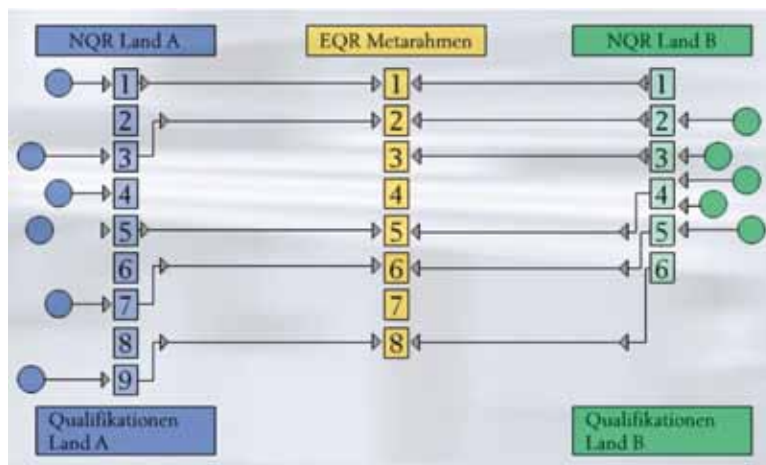 NQR Land A
EQR Metarahmen
NQR Land B
1 1 1
2 2 2
3 3 3
4 4 4
5 5 5
6 6 6
7 7
8 8
9
Qualifikationen
Land A
Qualifikationen
Land B